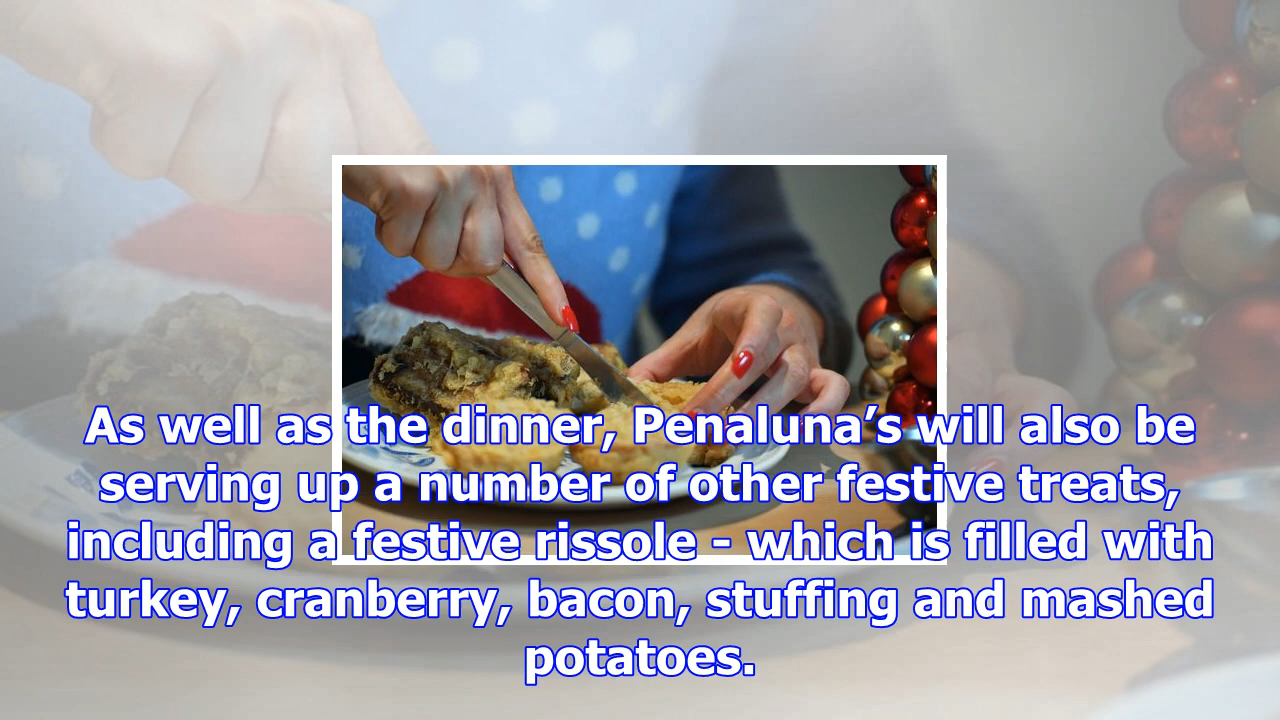 As well as the dinner, Penaluna’s will also be
serving up a number of other festive treats,
including a festive rissole - which is filled with
turkey, cranberry, bacon, stuffing and mashed
potatoes.